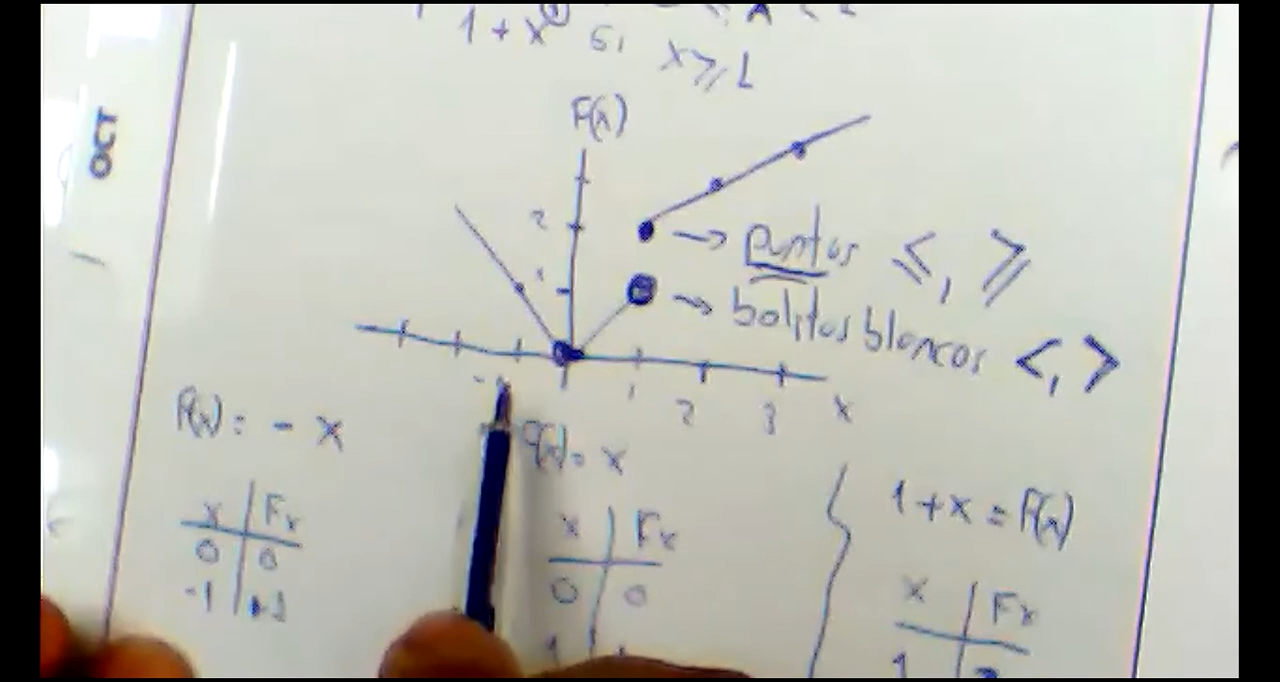 1 + x si
x ≥ 1
OCT
F(x)
2 → puntos ≤, ≥
1 → bolitas blancas <, >
-1 1 2 3 x
F(x) = - x
F(x) = x
1 + x = F(x)
x Fx
0 0
-1
x Fx
0 0
1
x Fx
1 2